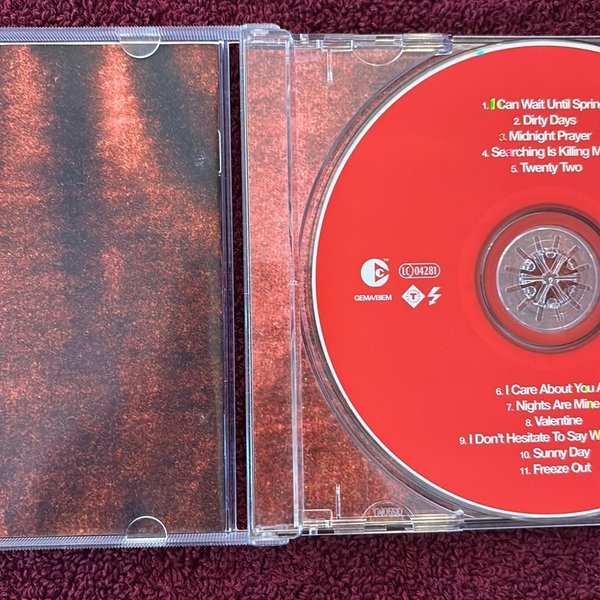 1. I Can Wait Until Sprin
2. Dirty Days
3. Midnight Prayer
4. Searching Is Killing M
5. Twenty Two
LC 04281
GEMA/BIEM
6. I Care About You A
7. Nights Are Mine
8. Valentine
9. I Don't Hesitate To Say W
10. Sunny Day
11. Freeze Out